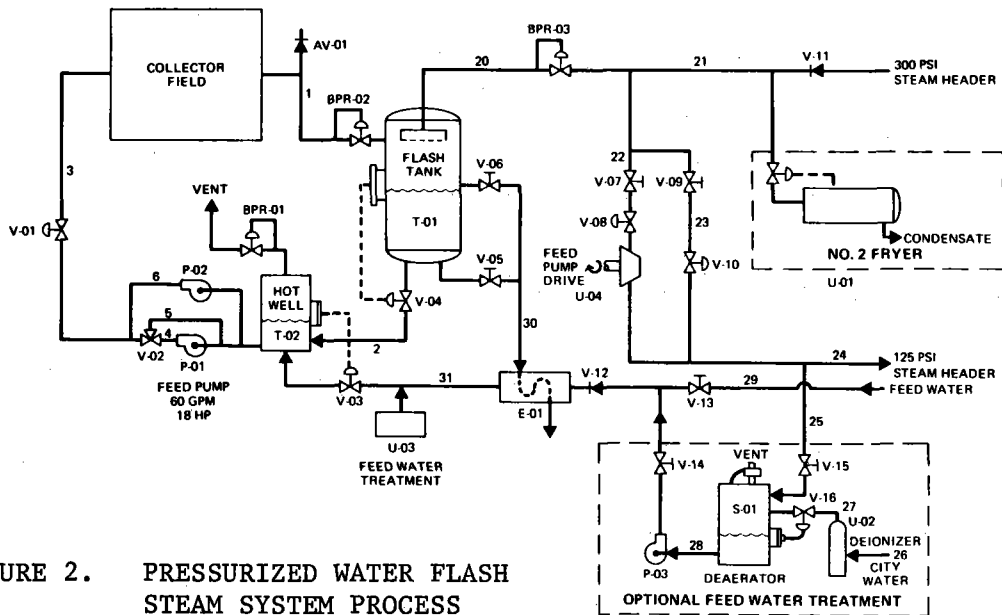 AV-01
COLLECTOR
FIELD
1
BPR-02
20
BPR-03
21
V-11
300 PSI
STEAM HEADER
FLASH
TANK
T-01
V-06
V-05
V-04
22
V-07
V-08
V-09
23
V-10
FEED
PUMP
DRIVE
U-04
CONDENSATE
NO. 2 FRYER
U-01
3
V-01
VENT
BPR-01
6
P-02
5
4
V-02
P-01
HOT
WELL
T-02
2
FEED PUMP
60 GPM
18 HP
V-03
31
U-03
FEED WATER
TREATMENT
30
E-01
V-12
V-13
29
24
125 PSI
STEAM HEADER
FEED WATER
25
V-14
V-15
VENT
S-01
V-16
27
U-02
DEIONIZER
26
CITY
WATER
28
P-03
DEAERATOR
OPTIONAL FEED WATER TREATMENT
URE 2. PRESSURIZED WATER FLASH
STEAM SYSTEM PROCESS